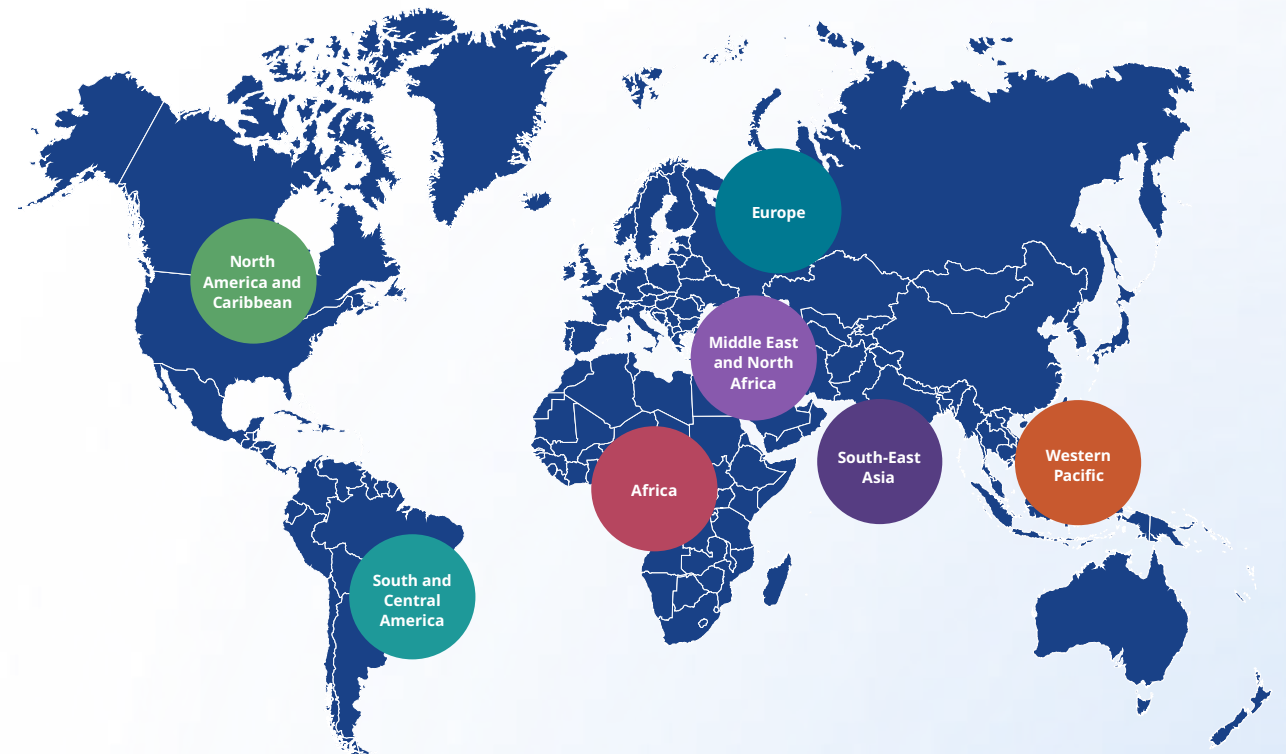 Europe
North
America and
Caribbean
Middle East
and North
Africa
South-East
Asia
Western
Pacific
Africa
South and
Central
America